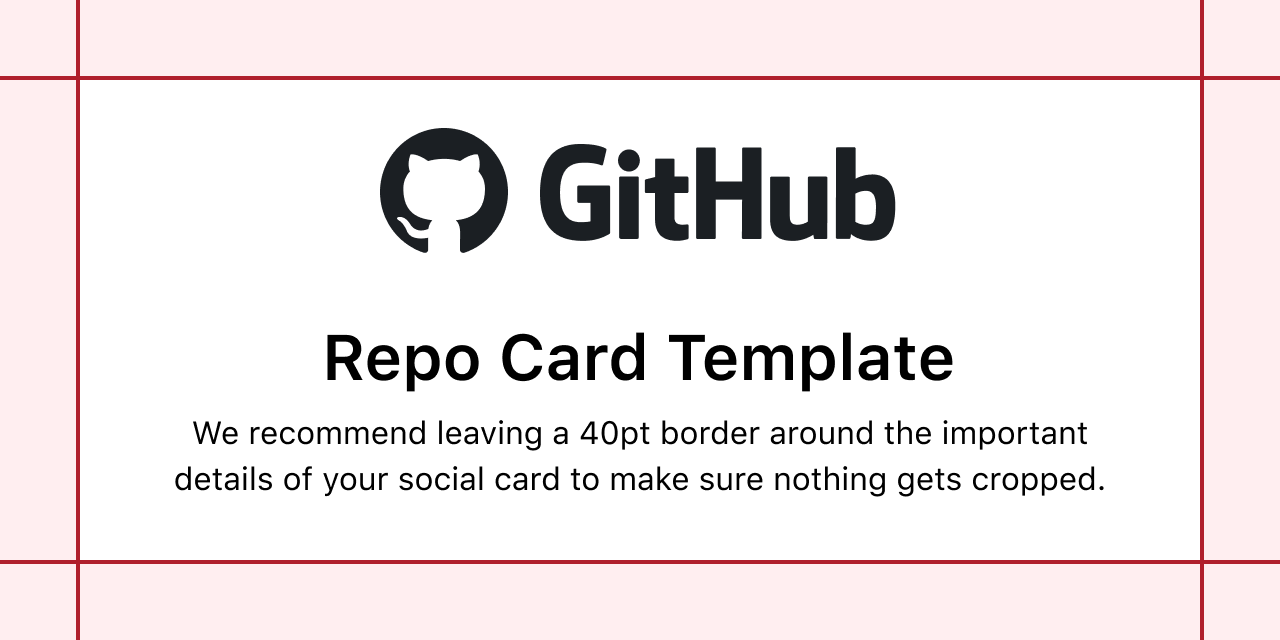 GitHub
Repo Card Template
We recommend leaving a 40pt border around the important
details of your social card to make sure nothing gets cropped.